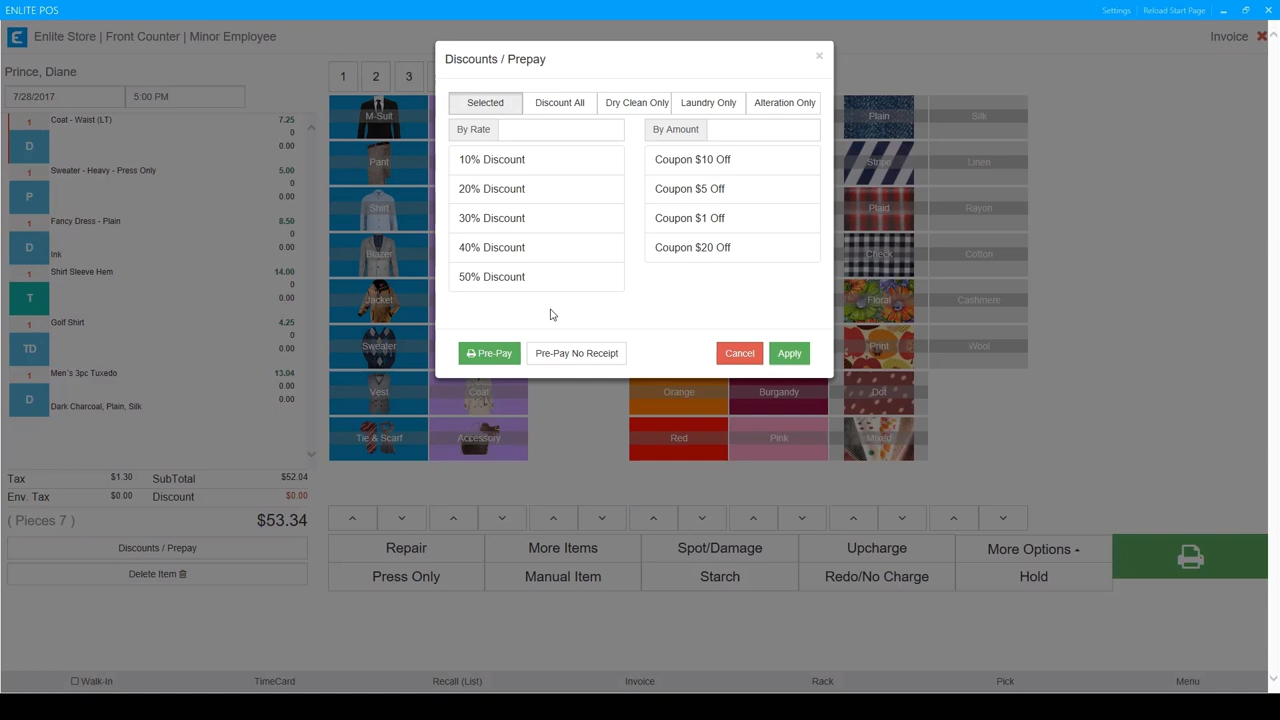 ENLITE POS
Settings
Reload Start Page
E
Enlite Store | Front Counter | Minor Employee
Invoice
Prince, Diane
7/28/2017
5:00 PM
1 Coat - Waist (LT) 7.25
0
D 0.00
1 Sweater - Heavy - Press Only 5.00
0
P 0.00
1 Fancy Dress - Plain 8.50
0
D 0.00
Ink
1 Shirt Sleeve Hem 14.00
0.00
T 0.00
1 Golf Shirt 4.25
0.00
TD 0.00
1 Men's 3pc Tuxedo 13.04
0.00
D 0.00
Dark Charcoal, Plain, Silk
Tax $1.30 SubTotal $52.04
Env. Tax $0.00 Discount $0.00
( Pieces 7 ) $53.34
Discounts / Prepay
Delete Item
1 2 3
M-Suit
Pant
Shirt
Blazer
Jacket
Sweater
Vest
Tie & Scarf
Coat
Accessory
Discounts / Prepay
×
Selected
Discount All
Dry Clean Only
Laundry Only
Alteration Only
By Rate
10% Discount
20% Discount
30% Discount
40% Discount
50% Discount
By Amount
Coupon $10 Off
Coupon $5 Off
Coupon $1 Off
Coupon $20 Off
Pre-Pay
Pre-Pay No Receipt
Cancel
Apply
Orange
Burgandy
Red
Pink
Plain
Stripe
Plaid
Check
Floral
Print
Dot
Mixed
Silk
Linen
Rayon
Cotton
Cashmere
Wool
Repair
More Items
Spot/Damage
Upcharge
More Options
Press Only
Manual Item
Starch
Redo/No Charge
Hold
Walk-In
TimeCard
Recall (List)
Invoice
Rack
Pick
Menu